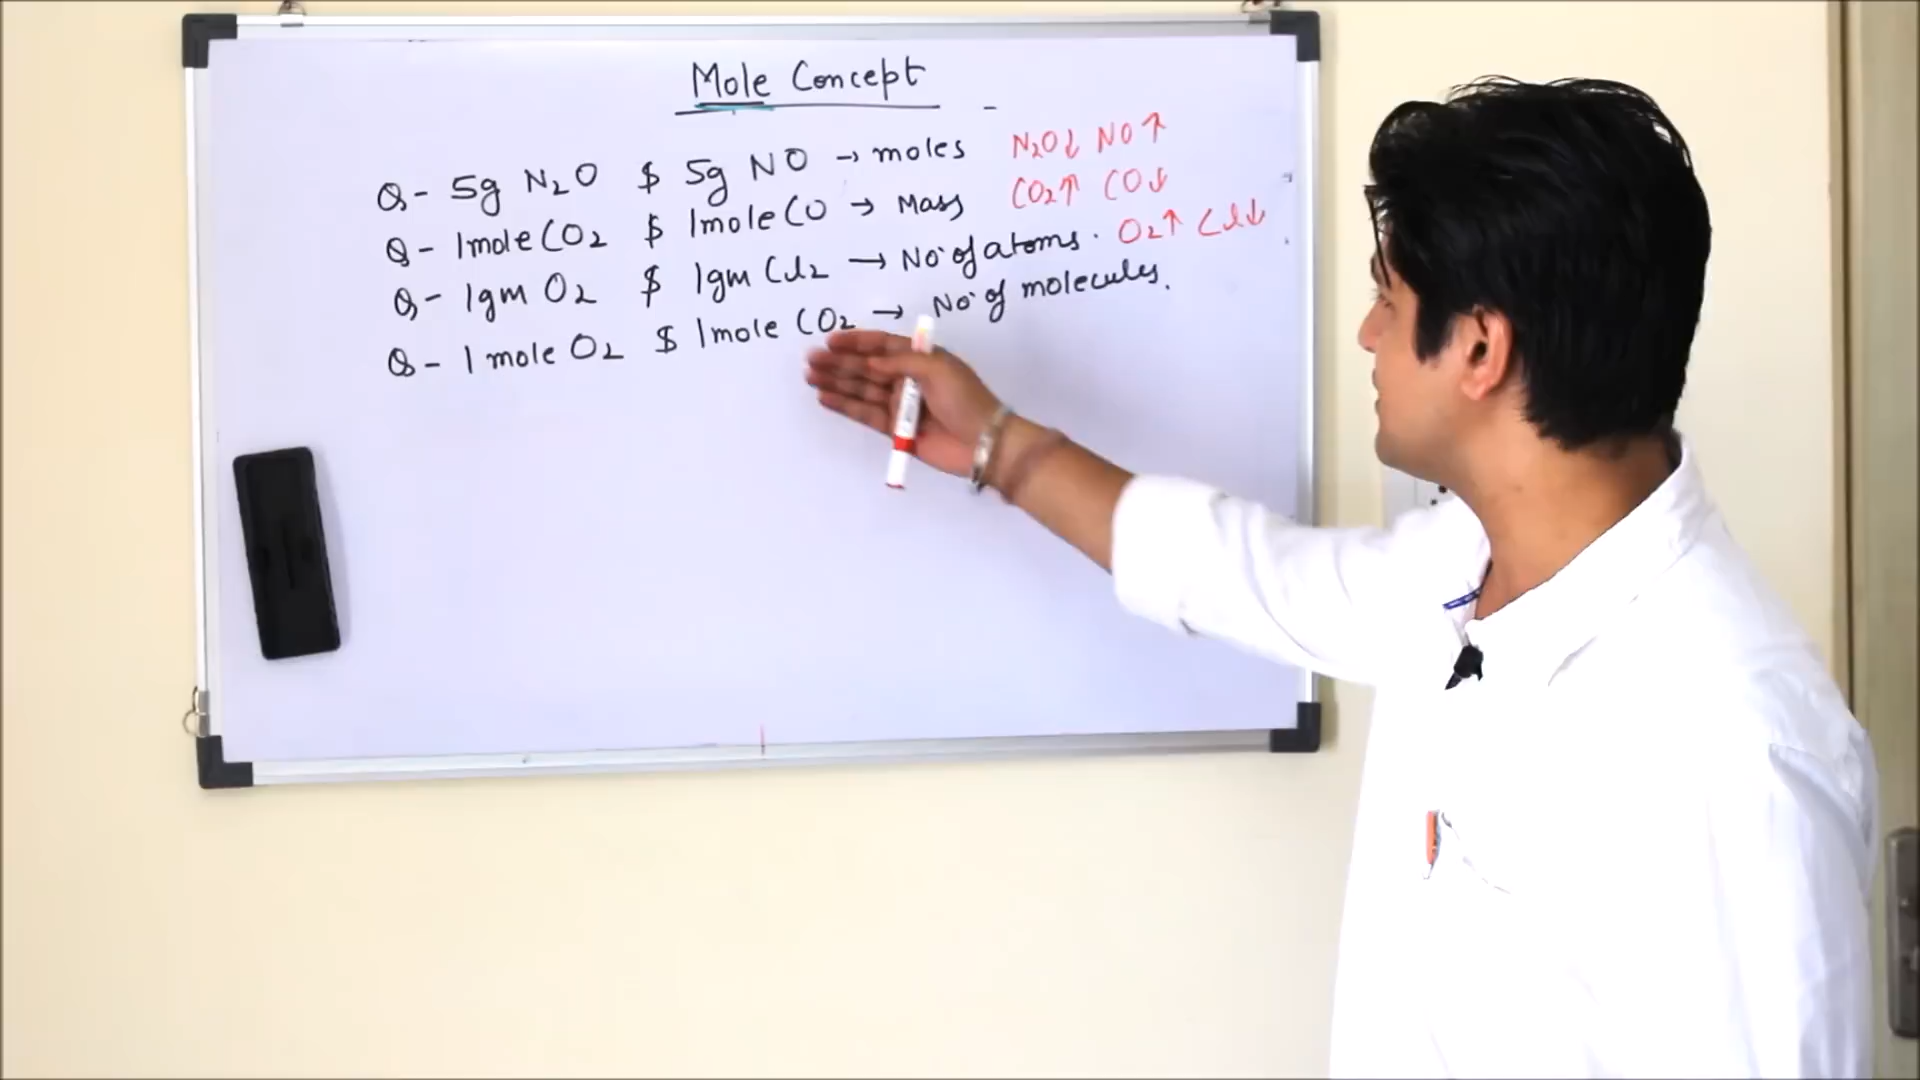 Mole Concept
Q - 5g N₂O $ 5g NO → moles N₂O↓ NO↑
Q - 1mole CO₂ $ 1mole CO → Mass CO₂↑ CO↓
Q - 1gm O₂ $ 1gm Cl₂ → No. of atoms. O₂↑ Cl↓
Q - 1 mole O₂ $ 1mole CO₂ → No. of molecules.